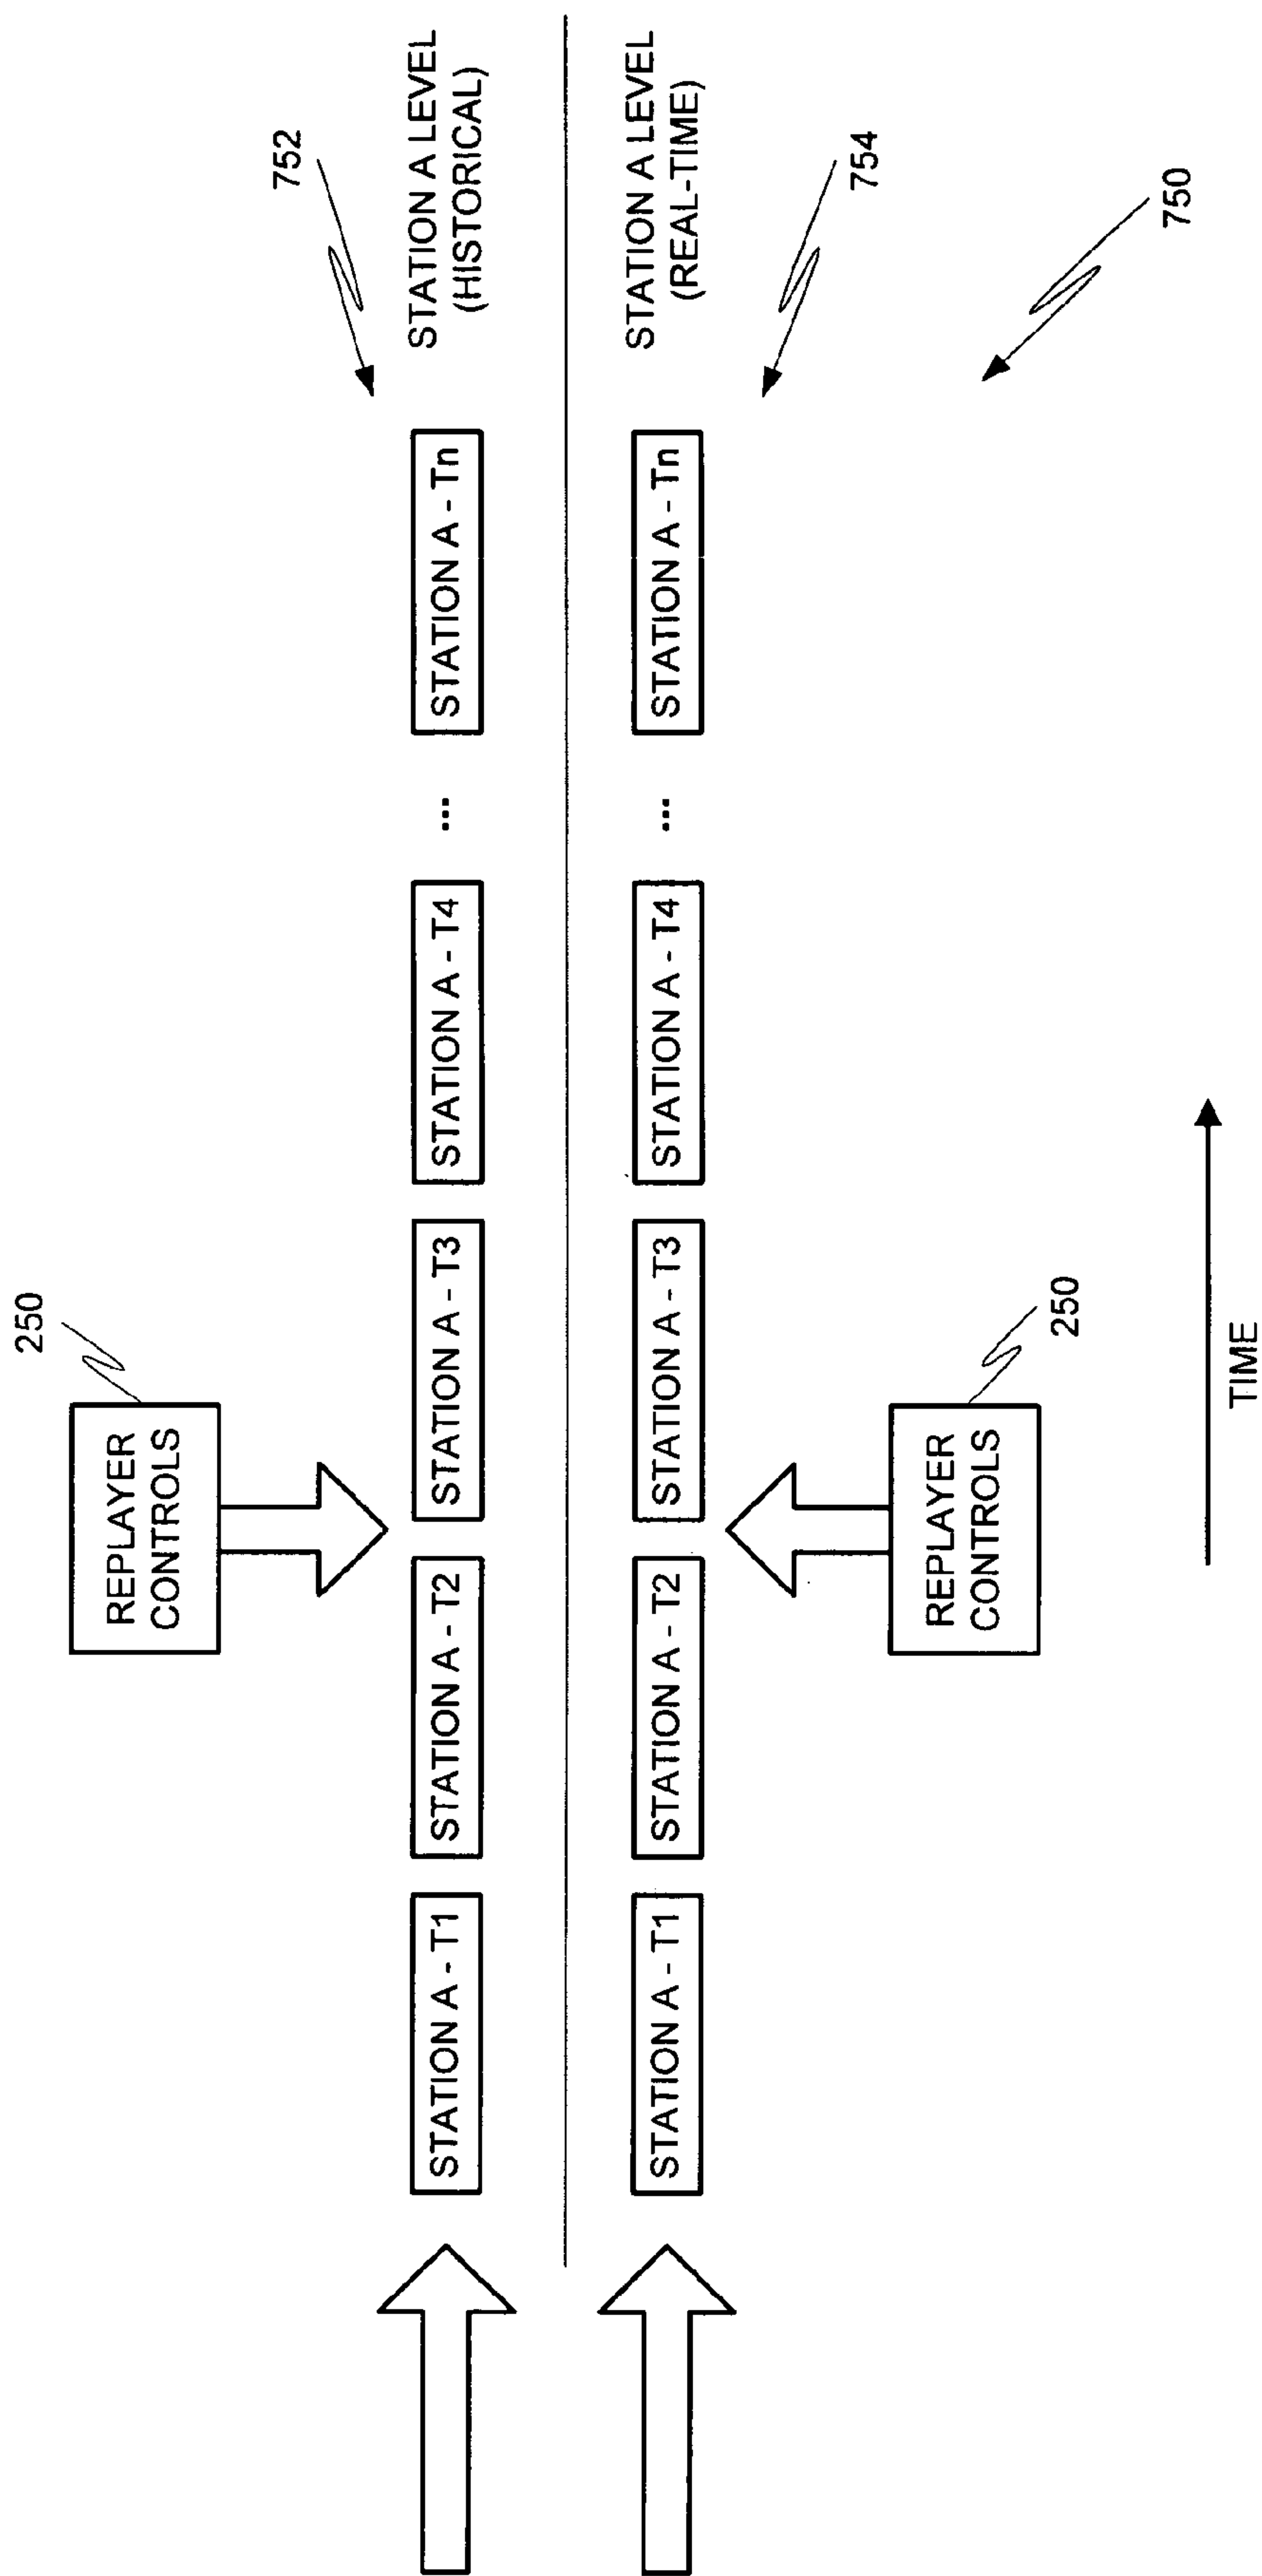 250
REPLAYER
CONTROLS
752
STATION A - T1
STATION A - T2
STATION A - T3
STATION A - T4
...
STATION A - Tn
STATION A LEVEL
(HISTORICAL)
STATION A - T1
STATION A - T2
STATION A - T3
STATION A - T4
...
STATION A - Tn
STATION A LEVEL
(REAL-TIME)
754
REPLAYER
CONTROLS
250
750
TIME